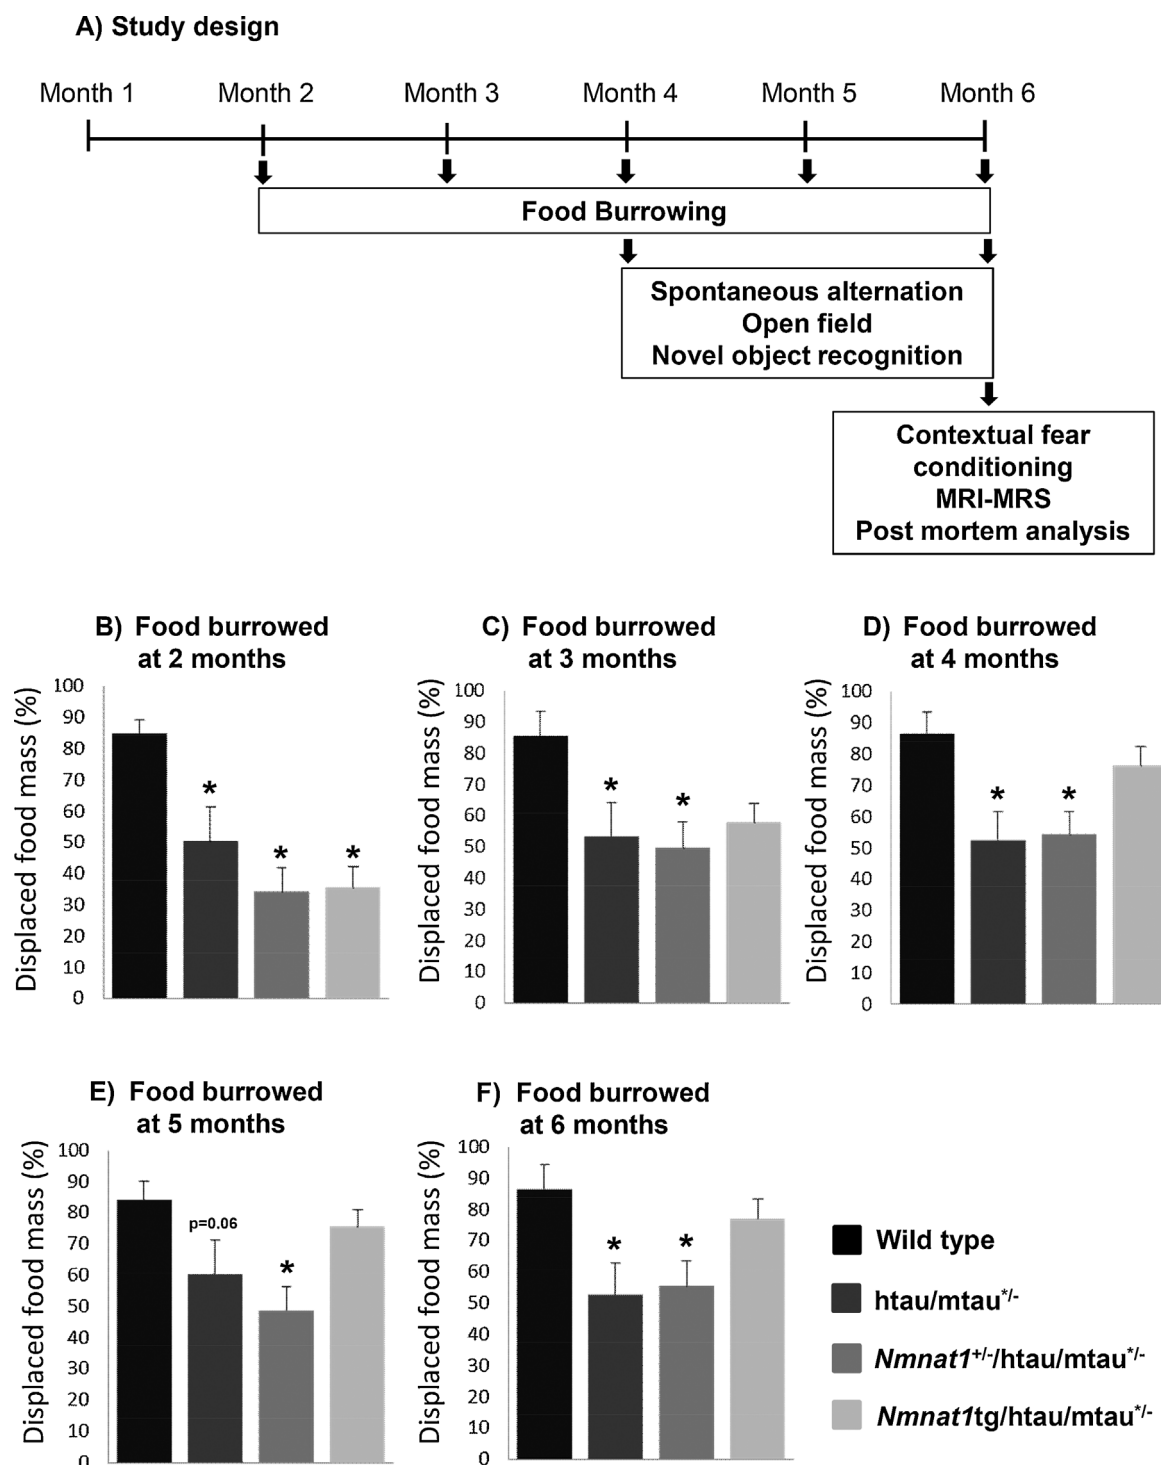 A) Study design
Month 1 Month 2 Month 3 Month 4 Month 5 Month 6
Food Burrowing
Spontaneous alternation
Open field
Novel object recognition
Contextual fear
conditioning
MRI-MRS
Post mortem analysis
B) Food burrowed
at 2 months
Displaced food mass (%)
100
90
80
70
60
50
40
30
20
10
0
*
*
*
C) Food burrowed
at 3 months
Displaced food mass (%)
100
90
80
70
60
50
40
30
20
10
0
*
*
D) Food burrowed
at 4 months
Displaced food mass (%)
100
90
80
70
60
50
40
30
20
10
0
*
*
E) Food burrowed
at 5 months
Displaced food mass (%)
100
90
80
70
60
50
40
30
20
10
0
p=0.06
*
F) Food burrowed
at 6 months
Displaced food mass (%)
100
90
80
70
60
50
40
30
20
10
0
*
*
Wild type
htau/mtau*/-
Nmnat1+/-/htau/mtau*/-
Nmnat1tg/htau/mtau*/-